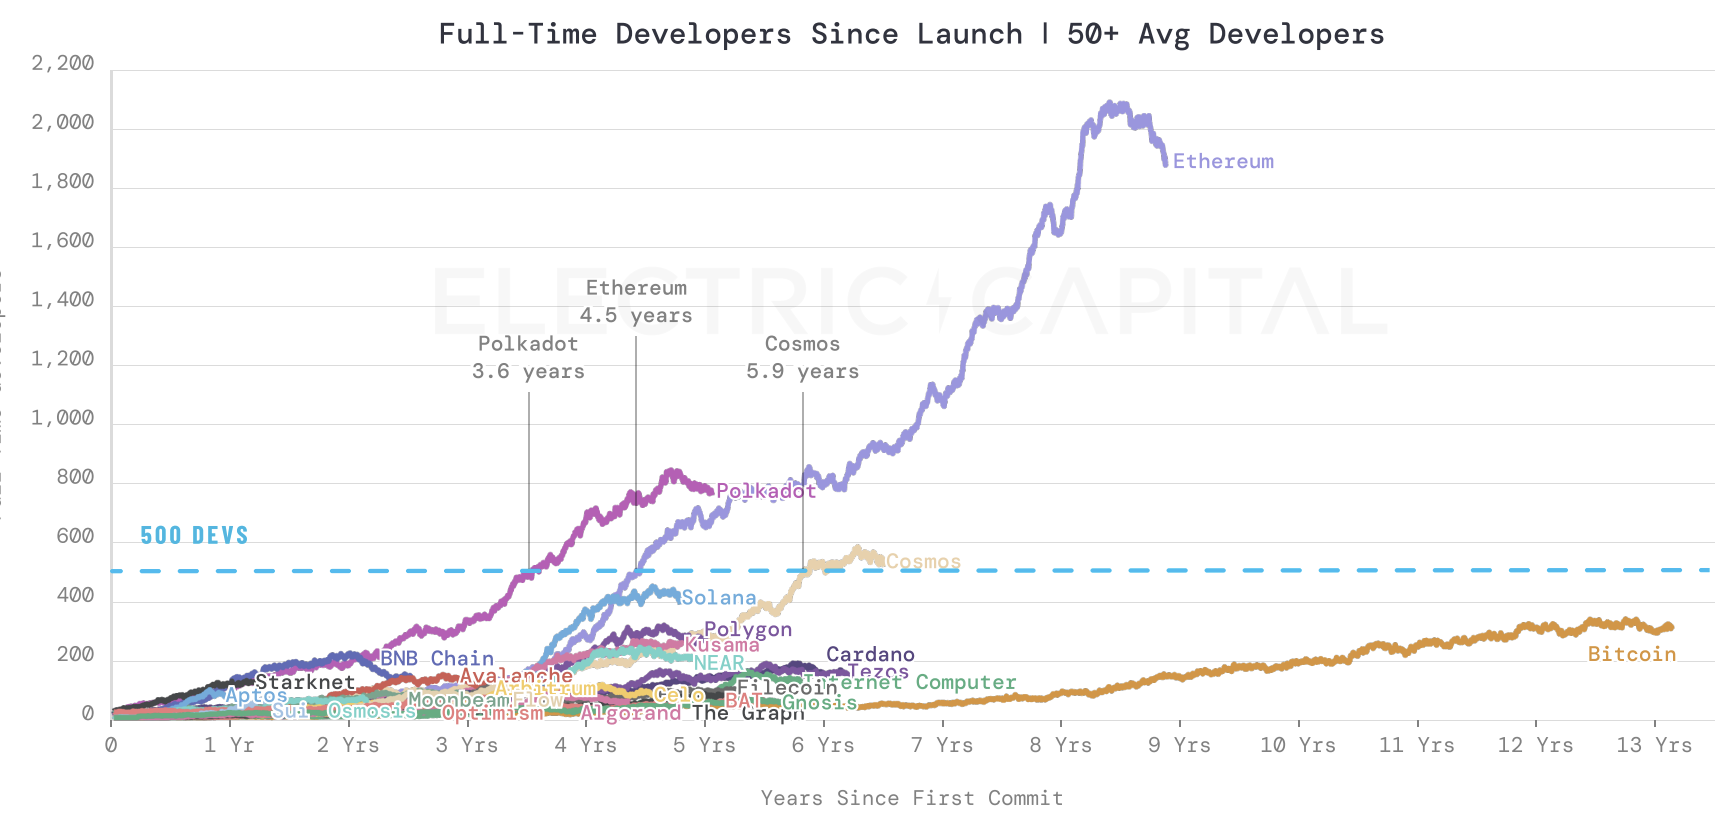 Full-Time Developers Since Launch | 50+ Avg Developers
2,200
2,000
1,800
1,600
1,400
1,200
1,000
800
600
400
200
0
ELECTRIC CAPITAL
Ethereum
Ethereum
4.5 years
Polkadot
3.6 years
Cosmos
5.9 years
Polkadot
500 DEVS
Cosmos
Solana
Polygon
Kusama
NEAR
BNB Chain
Cardano
Tezos
Bitcoin
Avalanche
Starknet
Internet Computer
Filecoin
Arbitrum
Aptos
Celo
Moonbeam
Flow
BAT
Gnosis
Sui
Osmosis
Optimism
Algorand
The Graph
0
1 Yr
2 Yrs
3 Yrs
4 Yrs
5 Yrs
6 Yrs
7 Yrs
8 Yrs
9 Yrs
10 Yrs
11 Yrs
12 Yrs
13 Yrs
Years Since First Commit